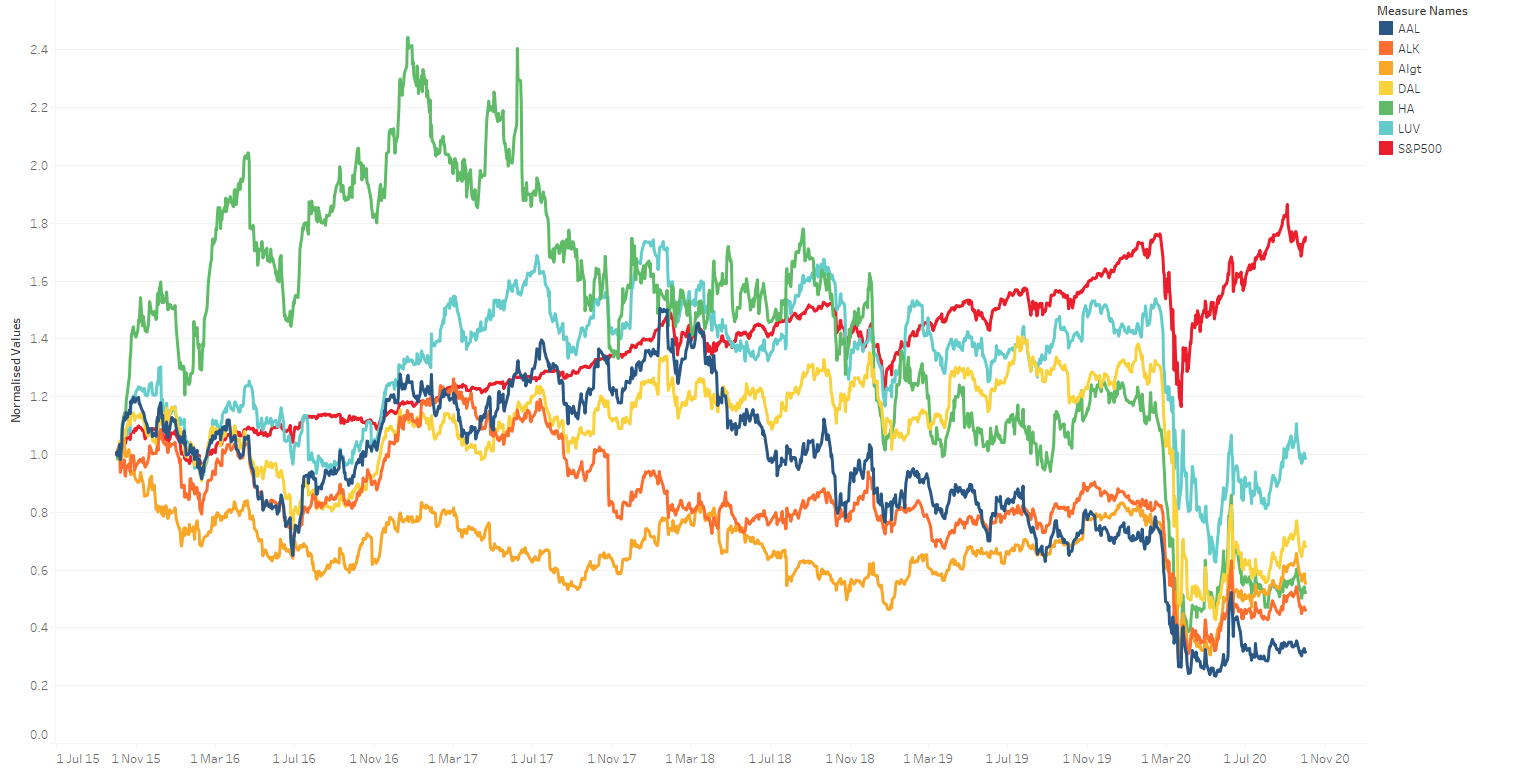 Measure Names
AAL
ALK
Algt
DAL
HA
LUV
S&P500
Normalised Values
2.4
2.2
2.0
1.8
1.6
1.4
1.2
1.0
0.8
0.6
0.4
0.2
0.0
1 Jul 15 1 Nov 15 1 Mar 16 1 Jul 16 1 Nov 16 1 Mar 17 1 Jul 17 1 Nov 17 1 Mar 18 1 Jul 18 1 Nov 18 1 Mar 19 1 Jul 19 1 Nov 19 1 Mar 20 1 Jul 20 1 Nov 20